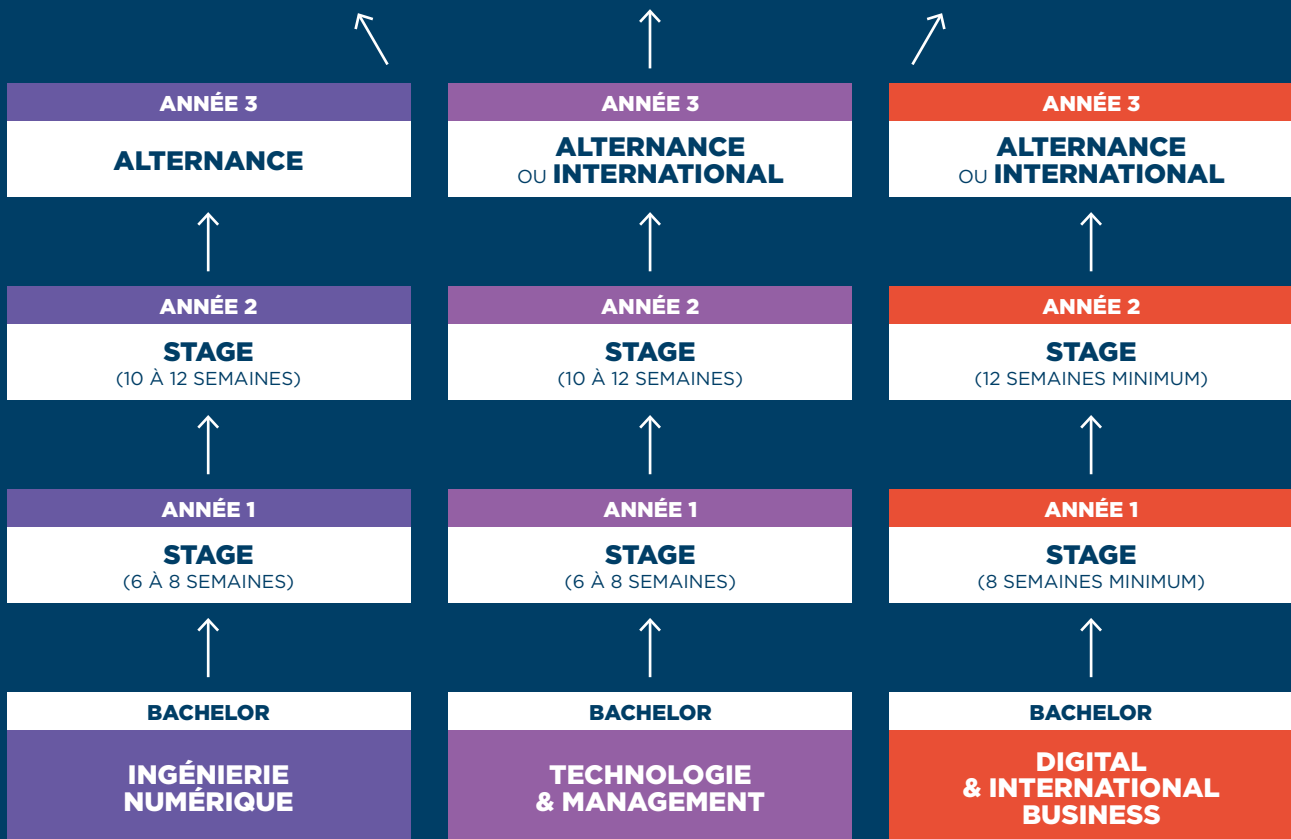 ANNÉE 3
ALTERNANCE
ANNÉE 3
ALTERNANCE
OU INTERNATIONAL
ANNÉE 3
ALTERNANCE
OU INTERNATIONAL
ANNÉE 2
STAGE
(10 À 12 SEMAINES)
ANNÉE 2
STAGE
(10 À 12 SEMAINES)
ANNÉE 2
STAGE
(12 SEMAINES MINIMUM)
ANNÉE 1
STAGE
(6 À 8 SEMAINES)
ANNÉE 1
STAGE
(6 À 8 SEMAINES)
ANNÉE 1
STAGE
(8 SEMAINES MINIMUM)
BACHELOR
INGÉNIERIE
NUMÉRIQUE
BACHELOR
TECHNOLOGIE
& MANAGEMENT
BACHELOR
DIGITAL
& INTERNATIONAL
BUSINESS